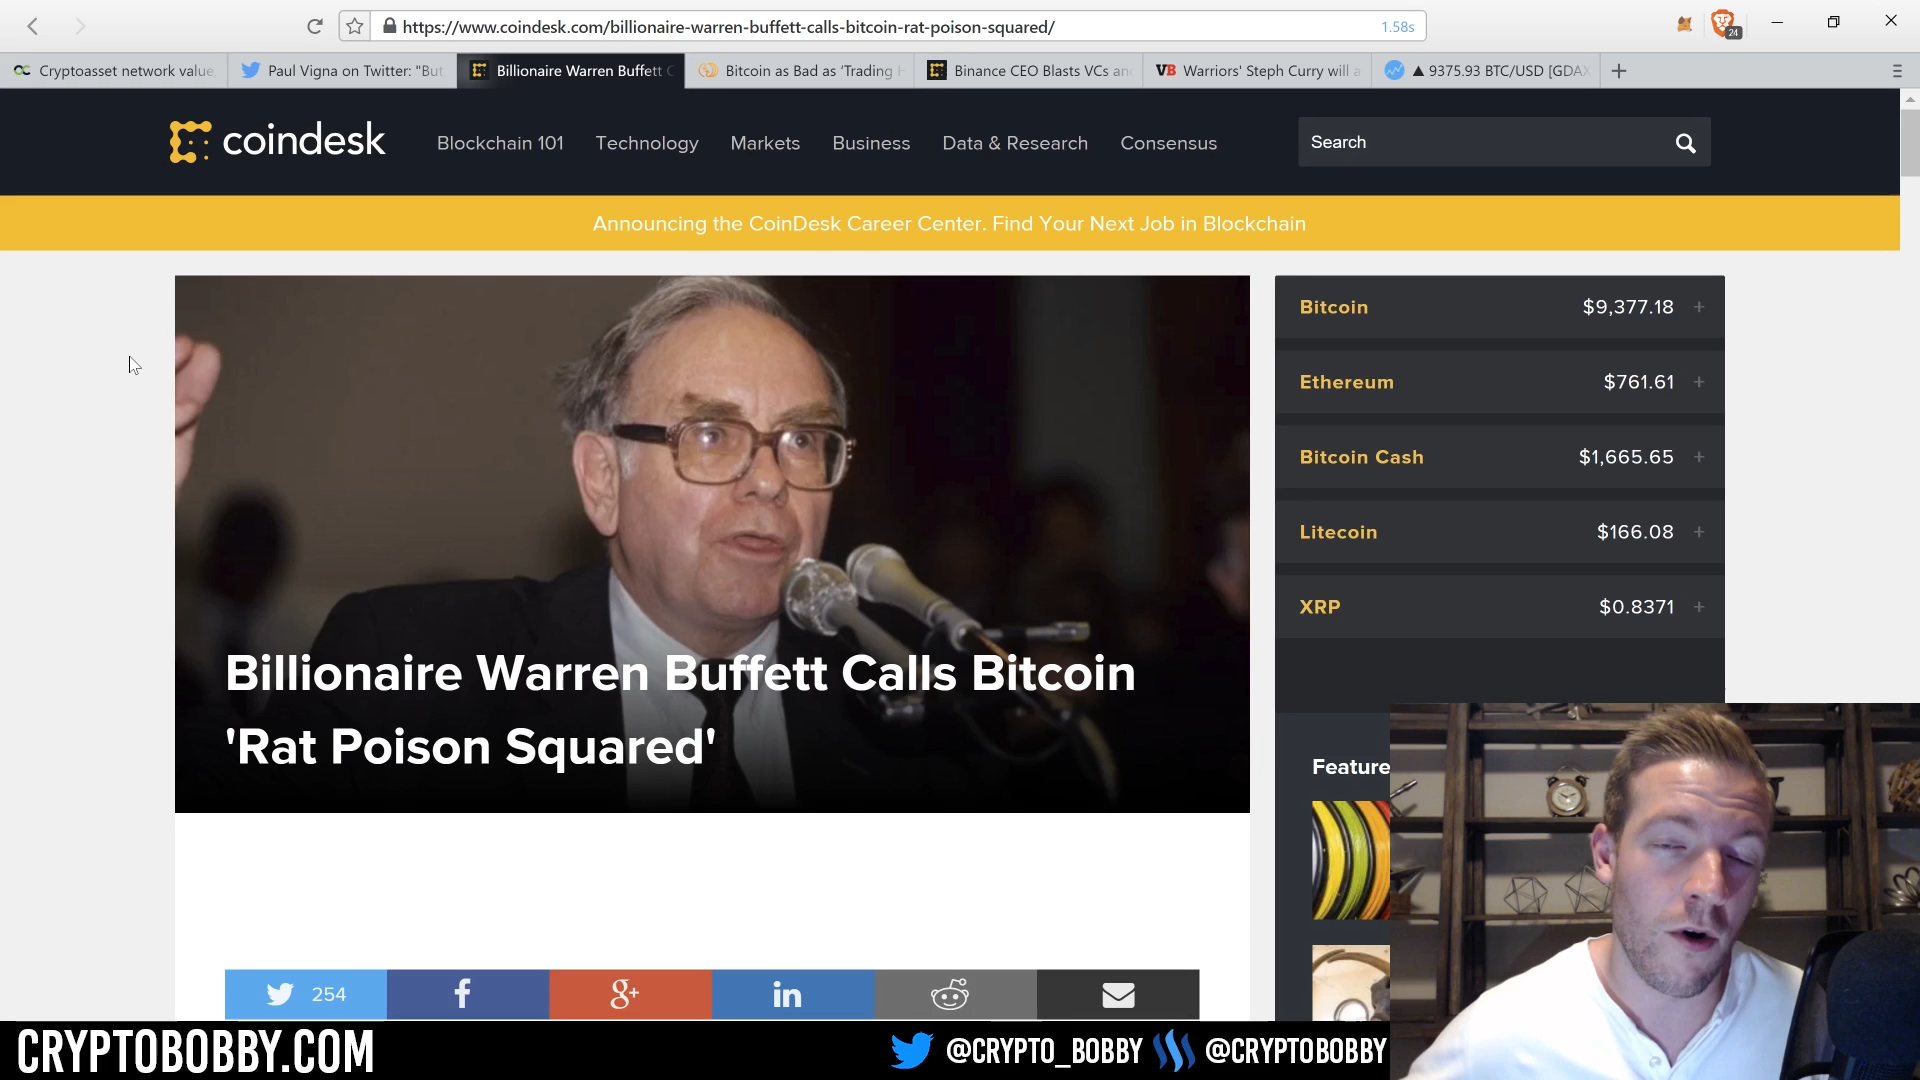 https://www.coindesk.com/billionaire-warren-buffett-calls-bitcoin-rat-poison-squared/
1.58s
24
Cryptoasset network value,
Paul Vigna on Twitter: "But
Billionaire Warren Buffett C
Bitcoin as Bad as 'Trading
Binance CEO Blasts VCs an
VB Warriors' Steph Curry will a
▲ 9375.93 BTC/USD [GDAX
coindesk
Blockchain 101
Technology
Markets
Business
Data & Research
Consensus
Search
Announcing the CoinDesk Career Center. Find Your Next Job in Blockchain
Billionaire Warren Buffett Calls Bitcoin
'Rat Poison Squared'
Bitcoin $9,377.18 +
Ethereum $761.61 +
Bitcoin Cash $1,665.65 +
Litecoin $166.08 +
XRP $0.8371 +
Feature
254
f
g+
in
CRYPTOBOBBY.COM
@CRYPTO_BOBBY
@CRYPTOBOBBY